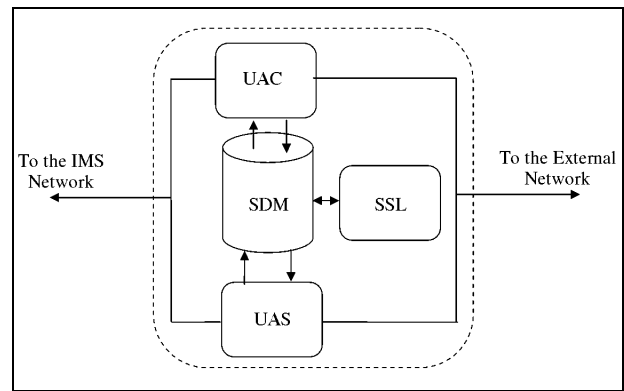 UAC
To the IMS
Network
To the External
Network
SDM
SSL
UAS